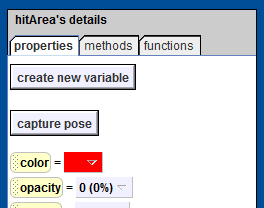 hitArea's details
properties methods functions
create new variable
capture pose
color =
opacity = 0 (0%)